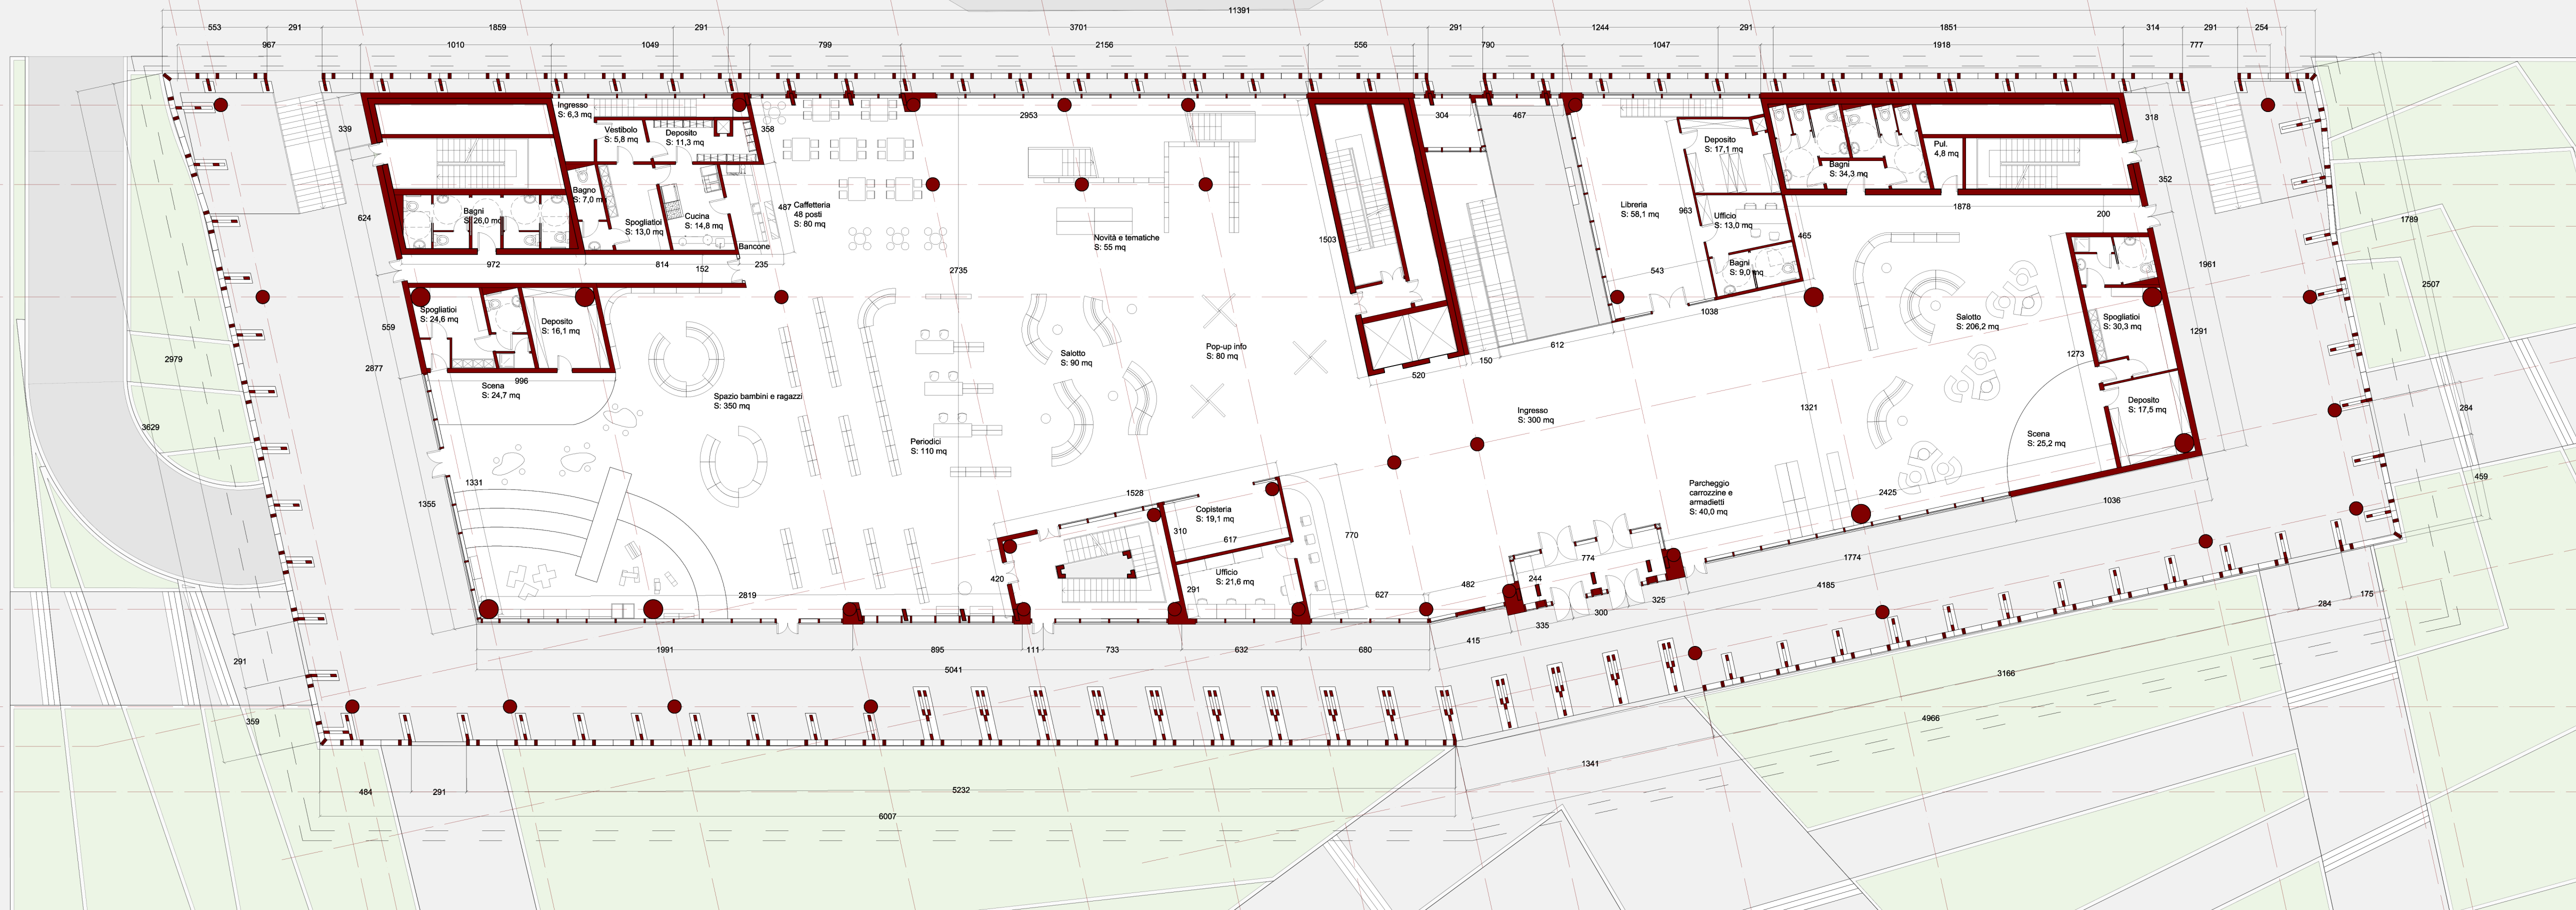 11391
553
291
1859
291
3701
291
1244
291
1851
314
291
254
967
1010
1049
799
2156
556
790
1047
1918
777
Ingresso
S: 6,3 mq
Vestibolo
S: 5,8 mq
Deposito
S: 11,3 mq
358
339
2953
304
467
318
Deposito
S: 17,1 mq
Pul.
4,8 mq
Bagni
S: 34,3 mq
352
Bagno
S: 7,0 mq
Bagni
S: 26,0 mq
624
Spogliatioi
S: 13,0 mq
Cucina
S: 14,8 mq
487
Caffetteria
48 posti
S: 80 mq
Bancone
972
814
152
235
Novità e tematiche
S: 55 mq
2735
1503
Libreria
S: 58,1 mq
963
Ufficio
S: 13,0 mq
465
Bagni
S: 9,0 mq
543
1038
1878
200
1789
1961
2507
Spogliatioi
S: 24,6 mq
559
Deposito
S: 16,1 mq
996
Scena
S: 24,7 mq
2979
2877
3629
Spazio bambini e ragazzi
S: 350 mq
Periodici
S: 110 mq
Salotto
S: 90 mq
Pop-up info
S: 80 mq
520
150
612
Ingresso
S: 300 mq
Salotto
S: 206,2 mq
Spogliatioi
S: 30,3 mq
1291
1273
1321
Deposito
S: 17,5 mq
Scena
S: 25,2 mq
284
459
Parcheggio
carrozzine e
armadietti
S: 40,0 mq
2425
1036
1331
1355
1528
Copisteria
S: 19,1 mq
310
617
770
Ufficio
S: 21,6 mq
291
420
627
482
774
244
300
325
335
415
1774
4185
175
284
2819
1991
895
111
733
632
680
5041
291
359
3166
4966
1341
484
291
5232
6007